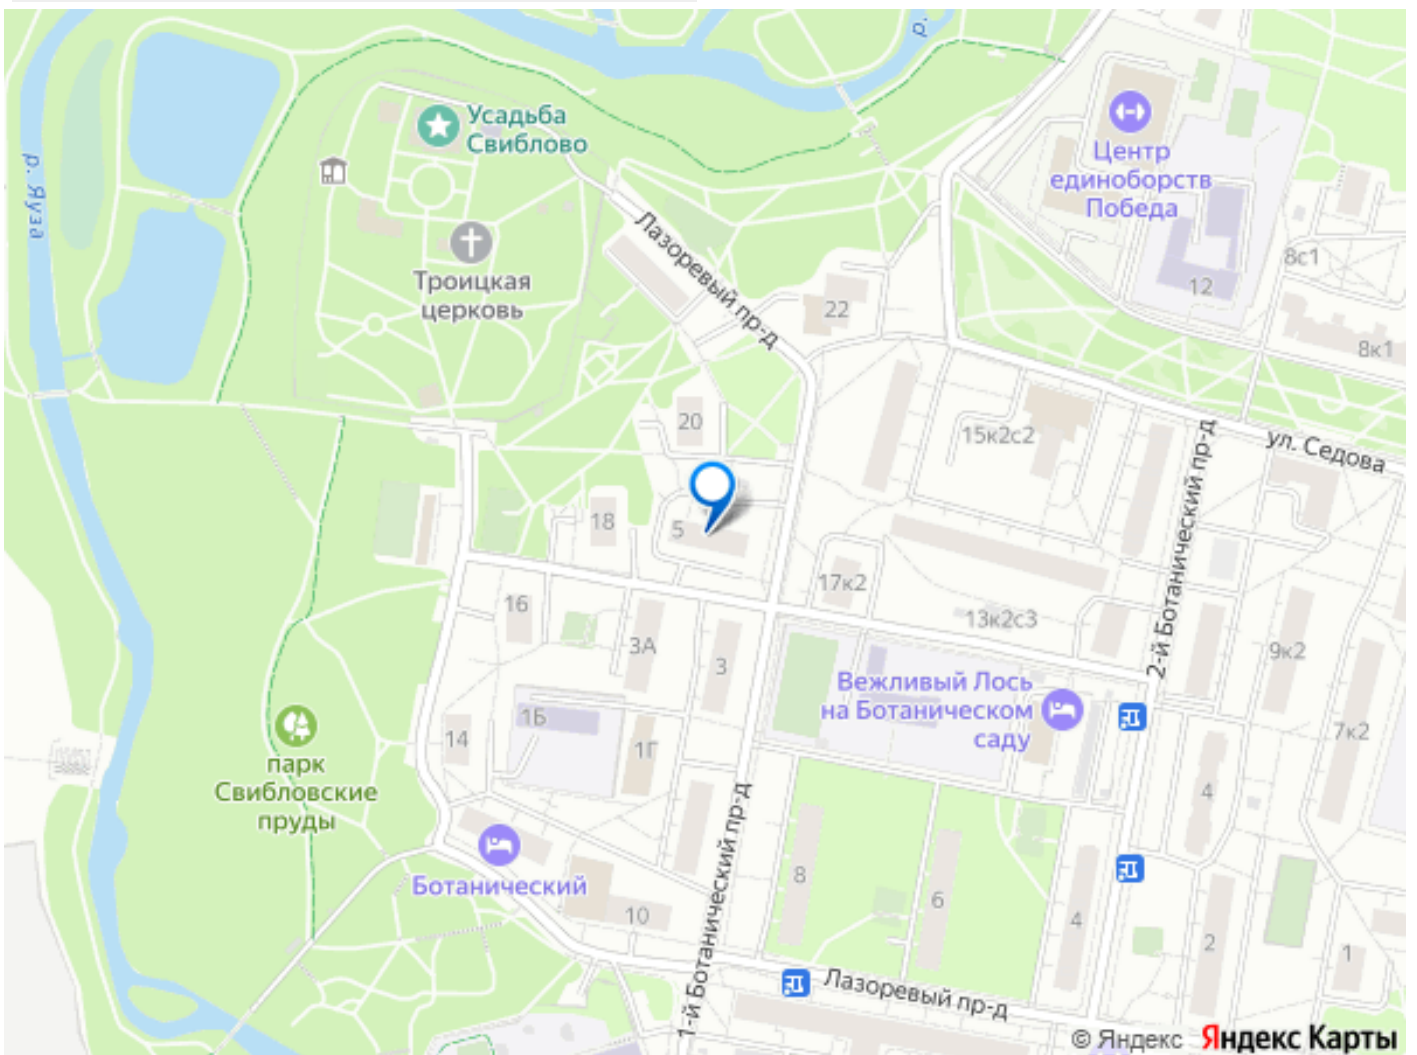 р.
р. Яуза
Усадьба
Свиблово
Центр
единоборств
Победа
Троицкая
церковь
Лазоревый пр-д
8с1
12
22
8к1
20
15к2с2
ул. Седова
2-й Ботанический пр-д
18
5
17к2
16
13к2с3
3А
3
9к2
Вежливый Лось
на Ботаническом
саду
1Б
14
1Г
7к2
парк
Свибловские
пруды
4
1-й Ботанический пр-д
8
Ботанический
6
10
4
2
1
Лазоревый пр-д
© Яндекс Яндекс Карты